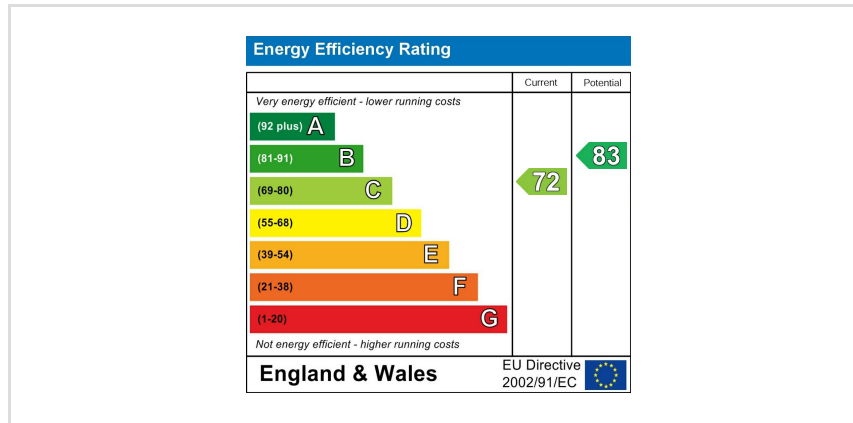 Energy Efficiency Rating
Current Potential
Very energy efficient - lower running costs
(92 plus) A
(81-91) B
83
(69-80) C
72
(55-68) D
(39-54) E
(21-38) F
(1-20) G
Not energy efficient - higher running costs
England & Wales
EU Directive
2002/91/EC